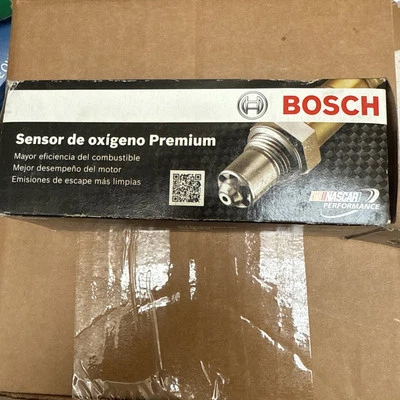 BOSCH
Sensor de oxígeno Premium
Mayor eficiencia del combustible
Mejor desempeño del motor
Emisiones de escape más limpias
NASCAR
PERFORMANCE